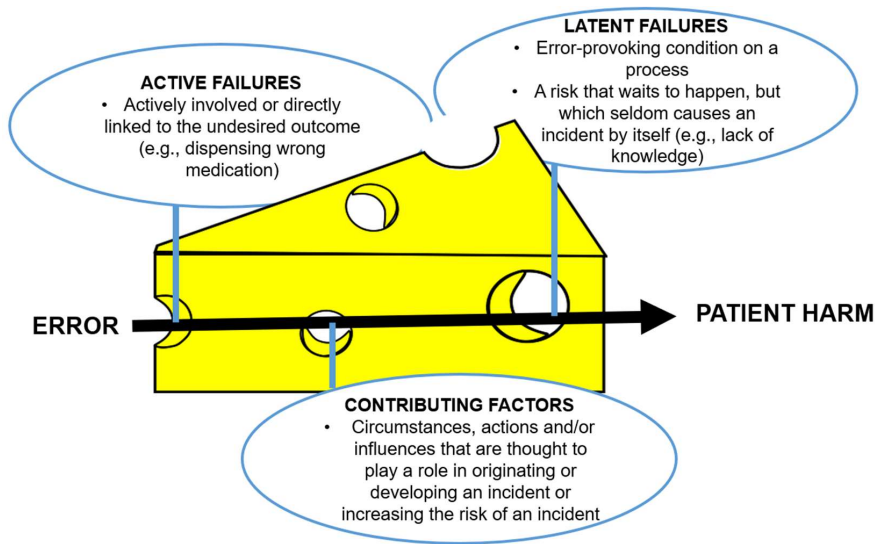 LATENT FAILURES
• Error-provoking condition on a
process
• A risk that waits to happen, but
which seldom causes an
incident by itself (e.g., lack of
knowledge)
ACTIVE FAILURES
• Actively involved or directly
linked to the undesired outcome
(e.g., dispensing wrong
medication)
ERROR
PATIENT HARM
CONTRIBUTING FACTORS
• Circumstances, actions and/or
influences that are thought to
play a role in originating or
developing an incident or
increasing the risk of an incident